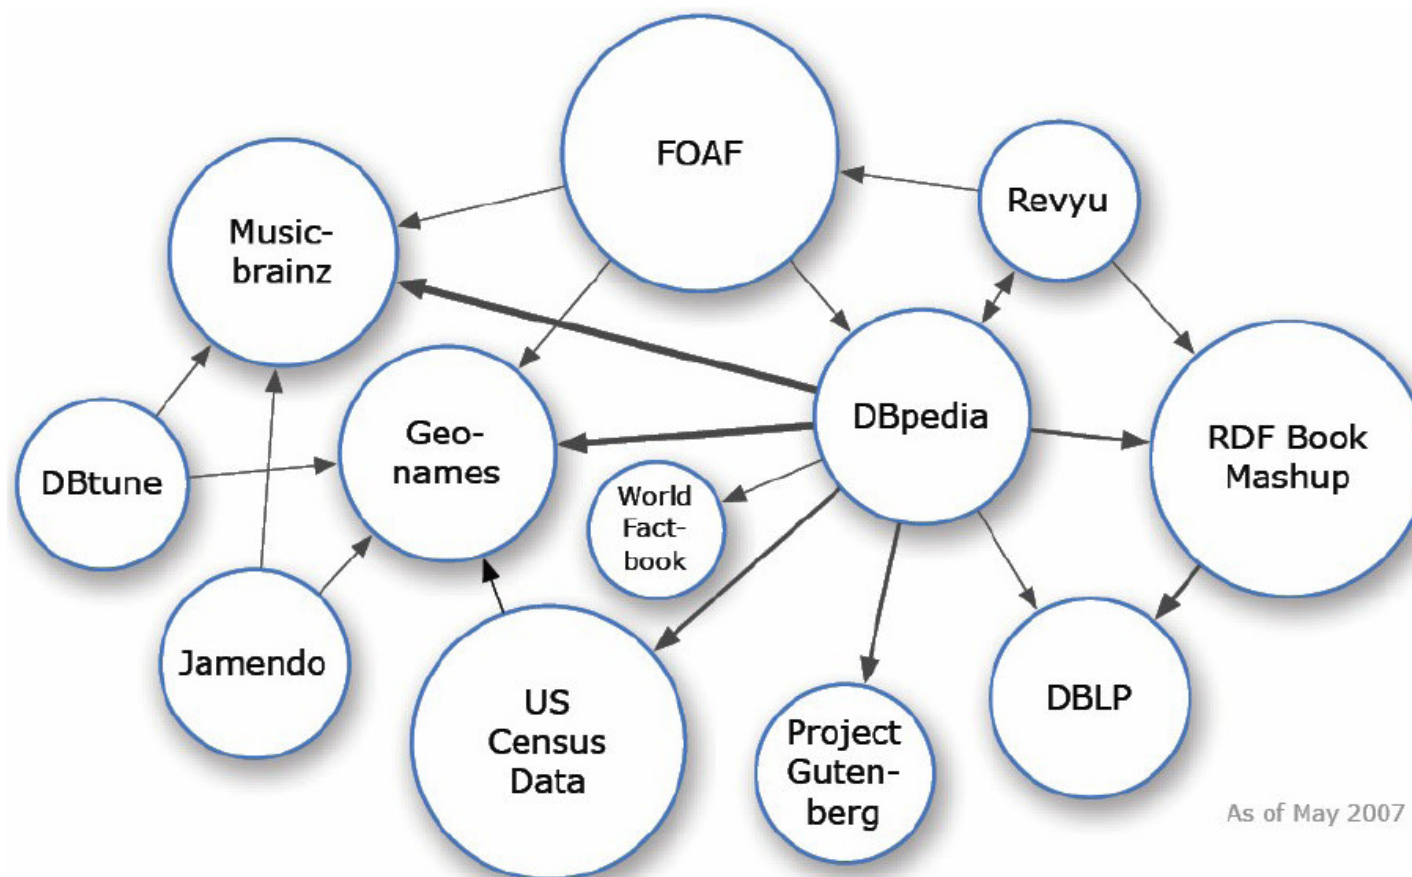 FOAF
Revyu
Music-
brainz
DBpedia
Geo-
names
RDF Book
Mashup
DBtune
World
Fact-
book
Jamendo
US
Census
Data
Project
Guten-
berg
DBLP
As of May 2007